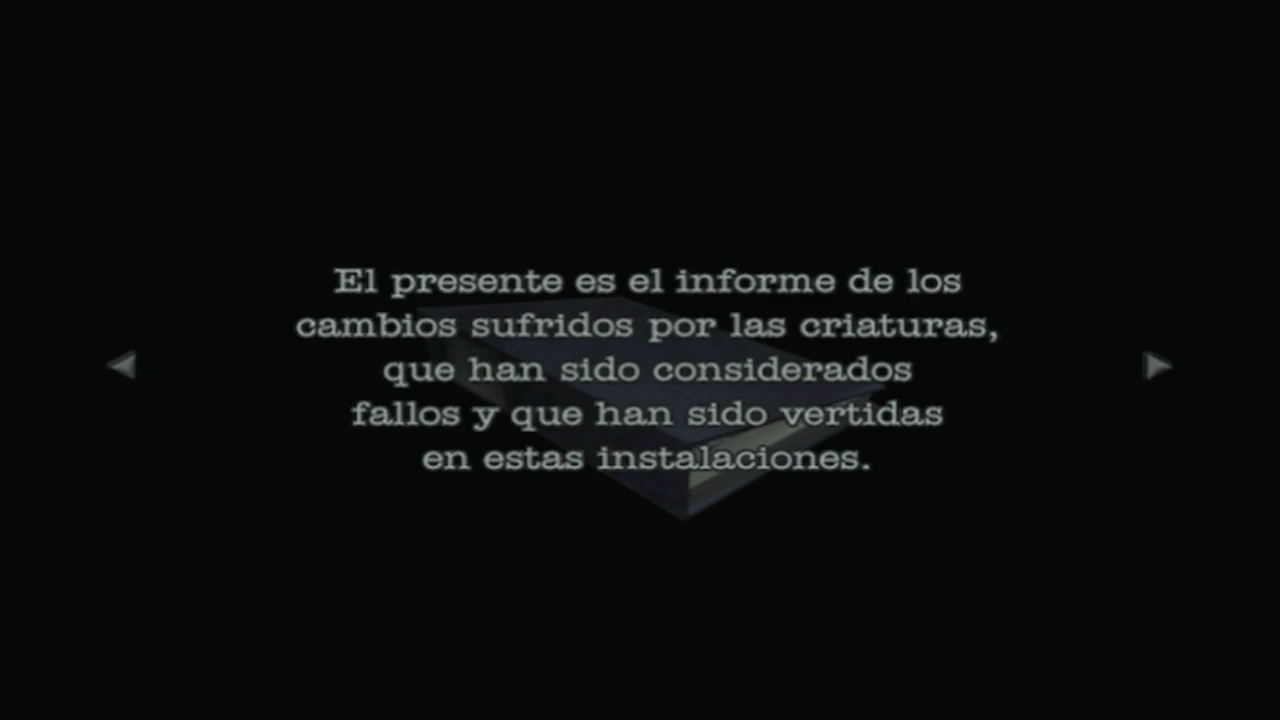 El presente es el informe de los
cambios sufridos por las criaturas,
que han sido considerados
fallos y que han sido vertidas
en estas instalaciones.